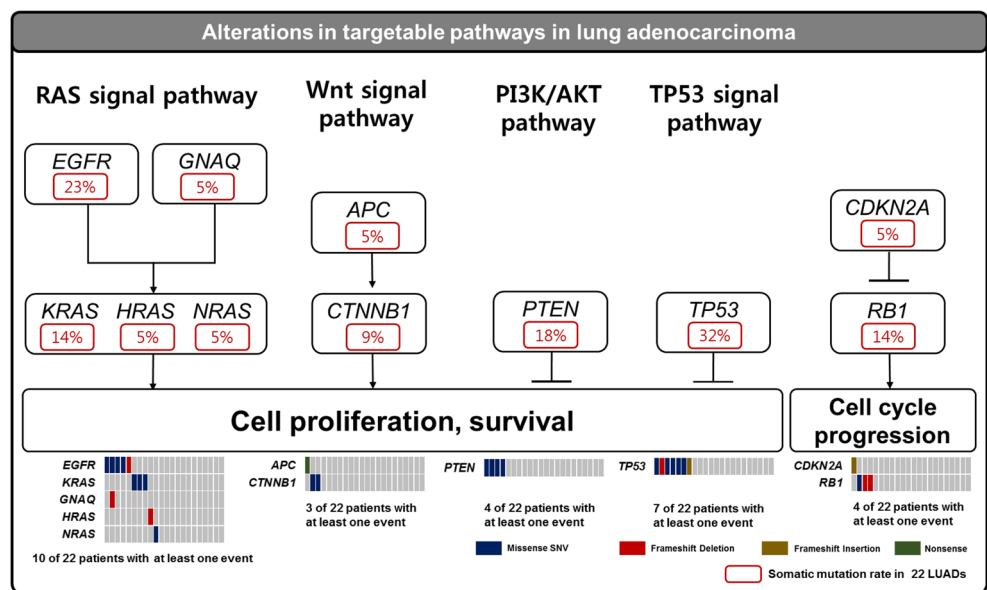 Alterations in targetable pathways in lung adenocarcinoma
RAS signal pathway
Wnt signal
pathway
PI3K/AKT
pathway
TP53 signal
pathway
EGFR
23%
GNAQ
5%
APC
5%
CDKN2A
5%
KRAS HRAS NRAS
14% 5% 5%
CTNNB1
9%
PTEN
18%
TP53
32%
RB1
14%
Cell proliferation, survival
Cell cycle
progression
EGFR
KRAS
GNAQ
HRAS
NRAS
10 of 22 patients with at least one event
APC
CTNNB1
3 of 22 patients with
at least one event
PTEN
4 of 22 patients with
at least one event
TP53
7 of 22 patients with
at least one event
CDKN2A
RB1
4 of 22 patients with
at least one event
Missense SNV
Frameshift Deletion
Frameshift Insertion
Nonsense
Somatic mutation rate in 22 LUADs